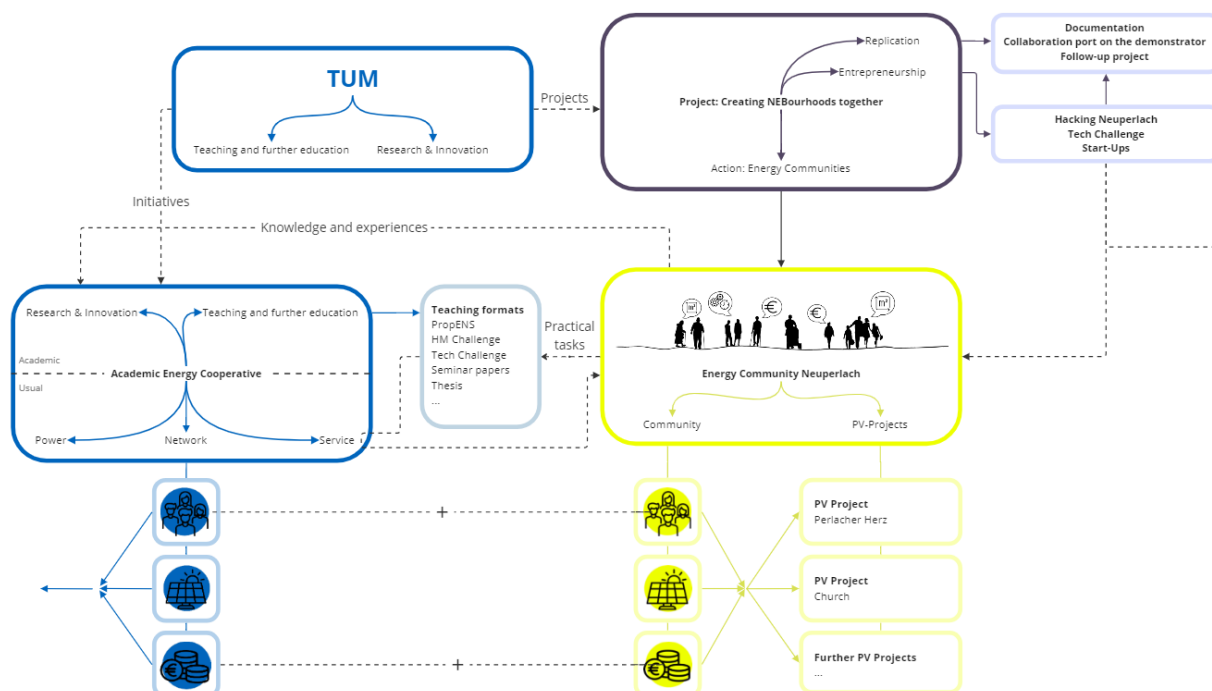 TUM
Teaching and further education
Research & Innovation
Projects
Replication
Entrepreneurship
Project: Creating NEBourhoods together
Action: Energy Communities
Documentation
Collaboration port on the demonstrator
Follow-up project
Hacking Neuperlach
Tech Challenge
Start-Ups
Initiatives
Knowledge and experiences
Research & Innovation
Teaching and further education
Academic
Academic Energy Cooperative
Usual
Power
Network
Service
Teaching formats
PropENS
HM Challenge
Tech Challenge
Seminar papers
Thesis
...
Practical
tasks
m²
€
€
m²
Energy Community Neuperlach
Community
PV-Projects
+
PV Project
Perlacher Herz
PV Project
Church
€
+
€
Further PV Projects
...